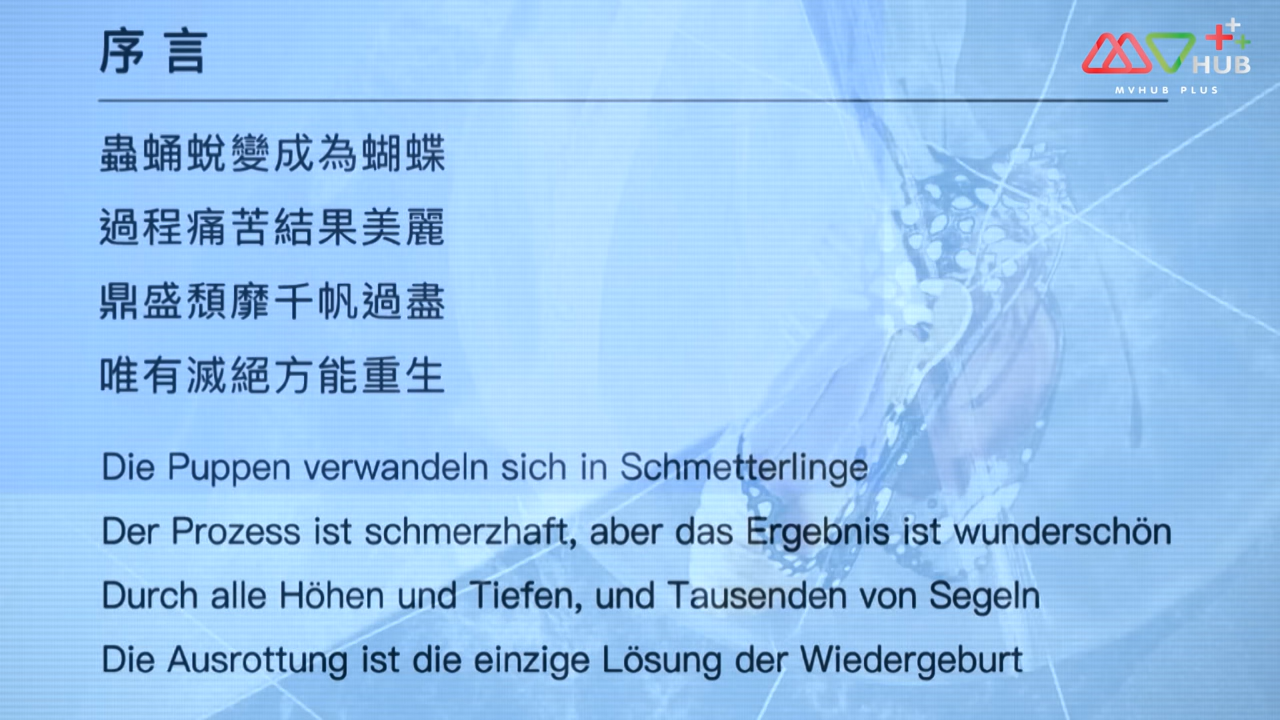 序言
MV HUB
MVHUB PLUS
蟲蛹蛻變成為蝴蝶
過程痛苦結果美麗
鼎盛頹靡千帆過盡
唯有滅絕方能重生
Die Puppen verwandeln sich in Schmetterlinge
Der Prozess ist schmerzhaft, aber das Ergebnis ist wunderschön
Durch alle Höhen und Tiefen, und Tausenden von Segeln
Die Ausrottung ist die einzige Lösung der Wiedergeburt